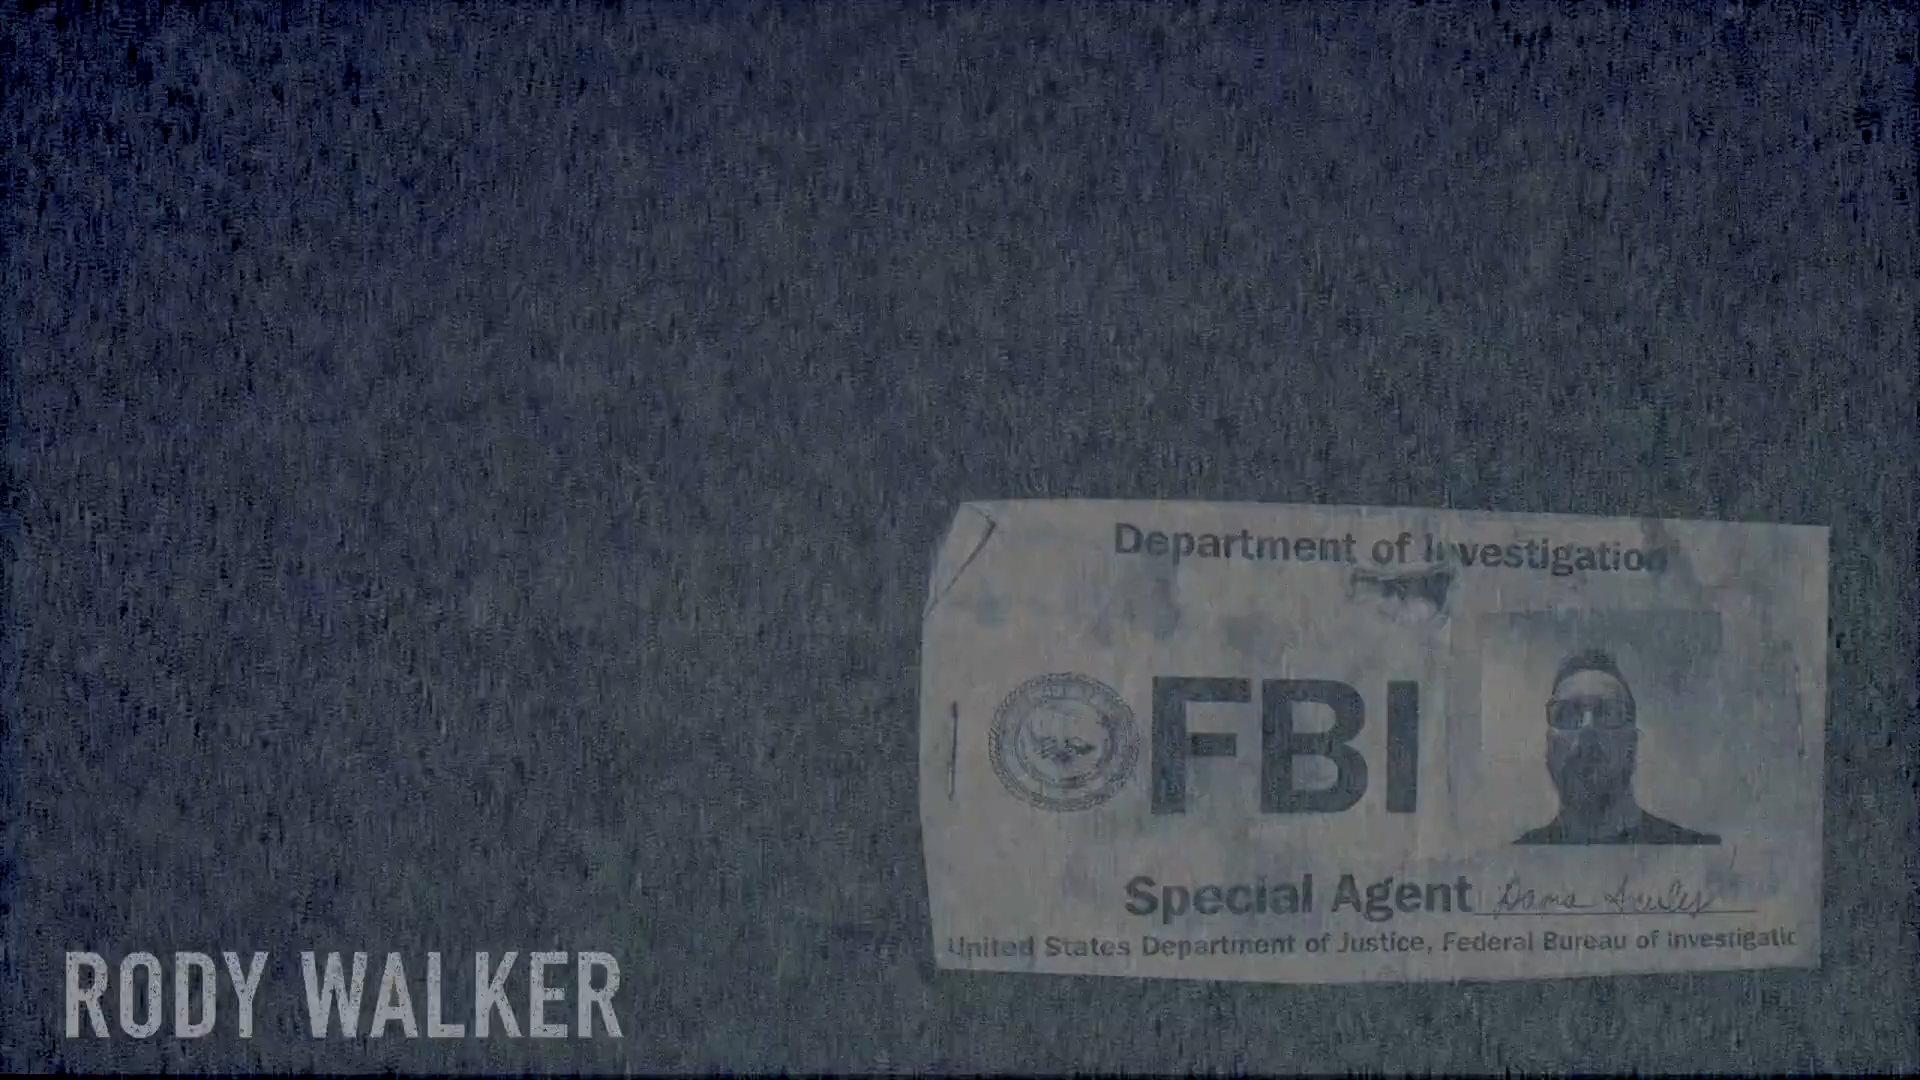 Department of Investigation
FBI
Special Agent
United States Department of Justice, Federal Bureau of Investigatic
RODY WALKER